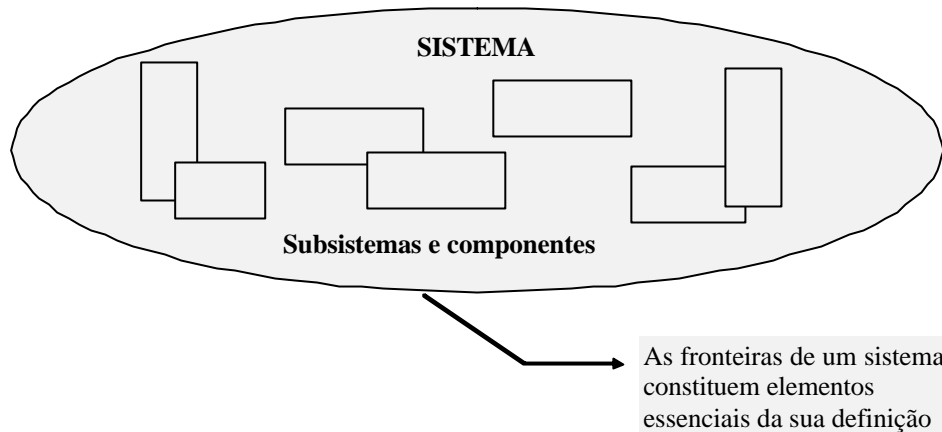 SISTEMA
Subsistemas e componentes
As fronteiras de um sistema
constituem elementos
essenciais da sua definição